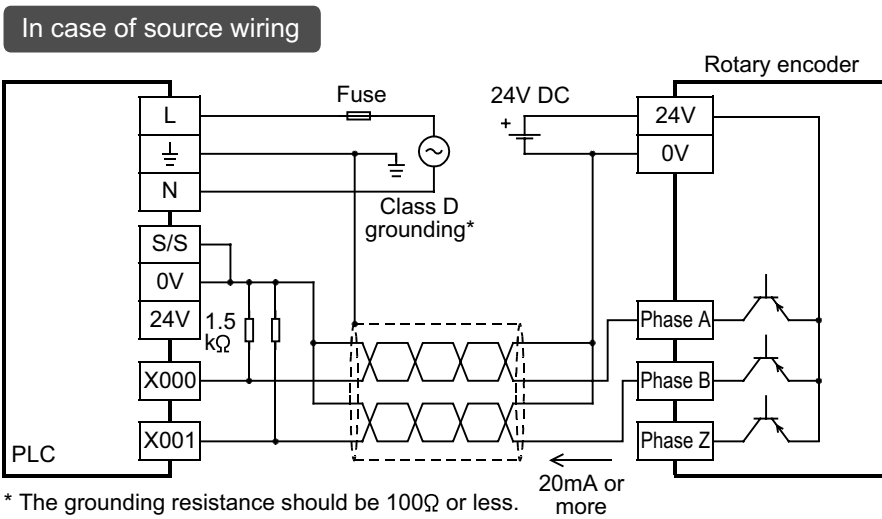 In case of source wiring
Rotary encoder
Fuse
24V DC
L
24V
+
0V
N
Class D
grounding*
S/S
0V
24V
1.5
kΩ
Phase A
X000
Phase B
X001
Phase Z
PLC
20mA or
more
* The grounding resistance should be 100Ω or less.